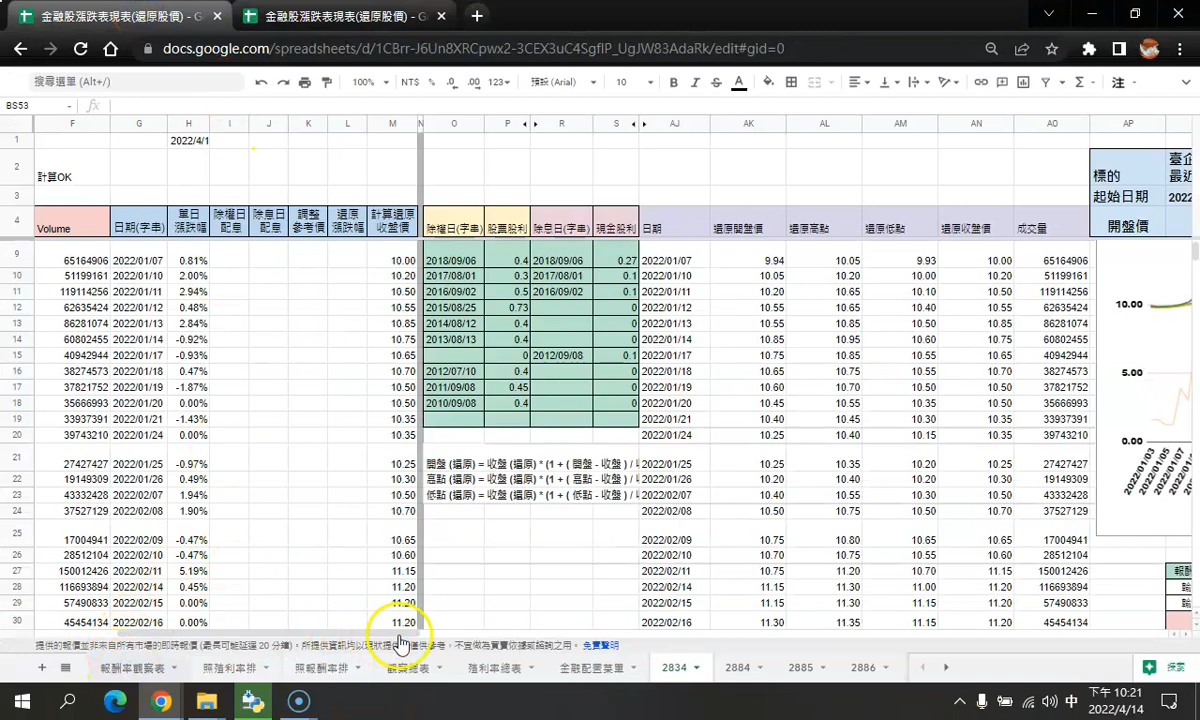 金融股漲跌表現表(還原股價) - G
金融股漲跌表現表(還原股價) - G
docs.google.com/spreadsheets/d/1CBrr-J6Un8XRCpwx2-3CEX3uC4SgflP_UgJW83AdaRk/edit#gid=0
搜尋選單 (Alt+/) 100% NT$ % .0 .00 123 預設 (Arial) 10 B I S A 注
BS53 fx
F G H I J K L M N O P R S AJ AK AL AM AN AO AP
1 2022/4/1
2 計算OK 標的 臺企 最近
3 起始日期 2022
4 Volume 日期(字串) 單日漲跌幅 除權日配息 除息日配息 調整參考價 還原漲跌幅 計算還原收盤價 除權日(字串) 股票股利 除息日(字串) 現金股利 日期 還原開盤價 還原高點 還原低點 還原收盤價 成交量 開盤價
9 65164906 2022/01/07 0.81% 10.00 2018/09/06 0.4 2018/09/06 0.27 2022/01/07 9.94 10.05 9.93 10.00 65164906
10 51199161 2022/01/10 2.00% 10.20 2017/08/01 0.3 2017/08/01 0.1 2022/01/10 10.05 10.20 10.00 10.20 51199161
11 119114256 2022/01/11 2.94% 10.50 2016/09/02 0.5 2016/09/02 0.1 2022/01/11 10.20 10.65 10.10 10.50 119114256
12 62635424 2022/01/12 0.48% 10.55 2015/08/25 0.73 0 2022/01/12 10.55 10.65 10.40 10.55 62635424
13 86281074 2022/01/13 2.84% 10.85 2014/08/12 0.4 0 2022/01/13 10.55 10.85 10.50 10.85 86281074
14 60802455 2022/01/14 -0.92% 10.75 2013/08/13 0.4 0 2022/01/14 10.85 10.90 10.60 10.75 60802455
15 40942944 2022/01/17 -0.93% 10.65 0 2012/09/08 0.1 2022/01/17 10.75 10.85 10.55 10.65 40942944
16 38274573 2022/01/18 0.47% 10.70 2012/07/10 0.4 0 2022/01/18 10.65 10.75 10.55 10.70 38274573
17 37821752 2022/01/19 -1.87% 10.50 2011/09/08 0.45 0 2022/01/19 10.60 10.70 10.50 10.50 37821752
18 35666993 2022/01/20 0.00% 10.50 2010/09/08 0.4 0 2022/01/20 10.45 10.55 10.35 10.50 35666993
19 33937391 2022/01/21 -1.43% 10.35 0 2022/01/21 10.40 10.45 10.30 10.35 33937391
20 39743210 2022/01/24 0.00% 10.35 2022/01/24 10.25 10.40 10.15 10.35 39743210
21 27427427 2022/01/25 -0.97% 10.25 開盤 (還原) = 收盤 (還原) * (1 + ( 開盤 - 收盤 ) / 2022/01/25 10.25 10.35 10.20 10.25 27427427
22 19149309 2022/01/26 0.49% 10.30 高點 (還原) = 收盤 (還原) * (1 + ( 高點 - 收盤 ) / 2022/01/26 10.20 10.40 10.20 10.30 19149309
23 43332428 2022/02/07 1.94% 10.50 低點 (還原) = 收盤 (還原) * (1 + ( 低點 - 收盤 ) / 2022/02/07 10.40 10.55 10.30 10.50 43332428
24 37527129 2022/02/08 1.90% 10.70 2022/02/08 10.50 10.75 10.50 10.70 37527129
25 17004941 2022/02/09 -0.47% 10.65 2022/02/09 10.75 10.80 10.65 10.65 17004941
26 28512104 2022/02/10 -0.47% 10.60 2022/02/10 10.65 10.75 10.55 10.60 28512104
27 150012426 2022/02/11 5.19% 11.15 2022/02/11 10.75 11.20 10.70 11.15 150012426
28 116693894 2022/02/14 0.45% 11.20 2022/02/14 11.15 11.30 11.00 11.20 116693894
29 57490833 2022/02/15 0.00% 11.20 2022/02/15 11.15 11.30 11.15 11.20 57490833
30 45454134 2022/02/16 0.00% 11.20 2022/02/16 11.30 11.35 11.15 11.20 45454134
10.00
5.00
0.00
2022/01/03
2022/01/05
2022/01/07
報酬
提供的報價並非來自所有市場的即時報價 (最長可能延遲 20 分鐘)。所提供資訊均以現狀提供僅供參考，不宜做為買賣依據或諮詢之用。 免責聲明
報酬率觀察表 照殖利率排 照報酬率排 觀察總表 殖利率總表 金融配置菜單 2834 2884 2885 2886 探索
中 下午 10:21
2022/4/14